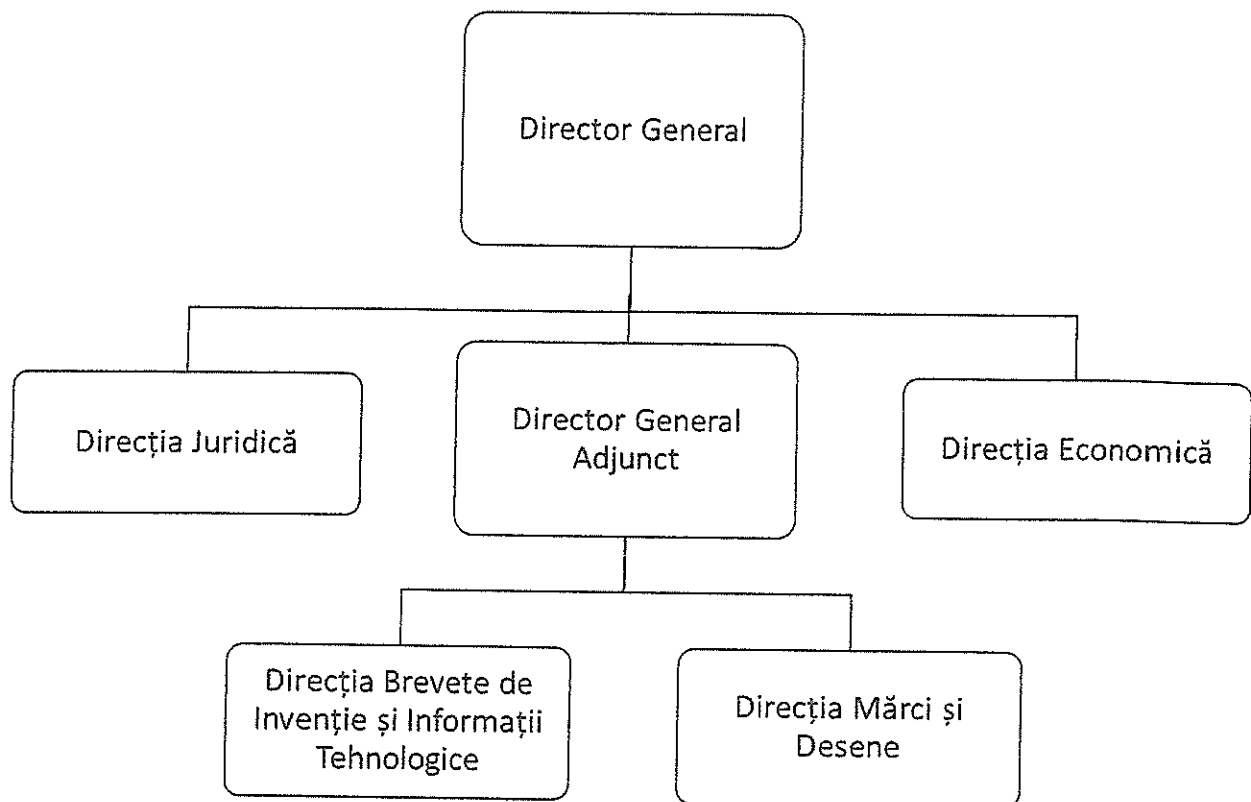 Director General
Direcția Juridică
Director General
Adjunct
Direcția Economică
Direcția Brevete de
Invenție și Informații
Tehnologice
Direcția Mărci și
Desene